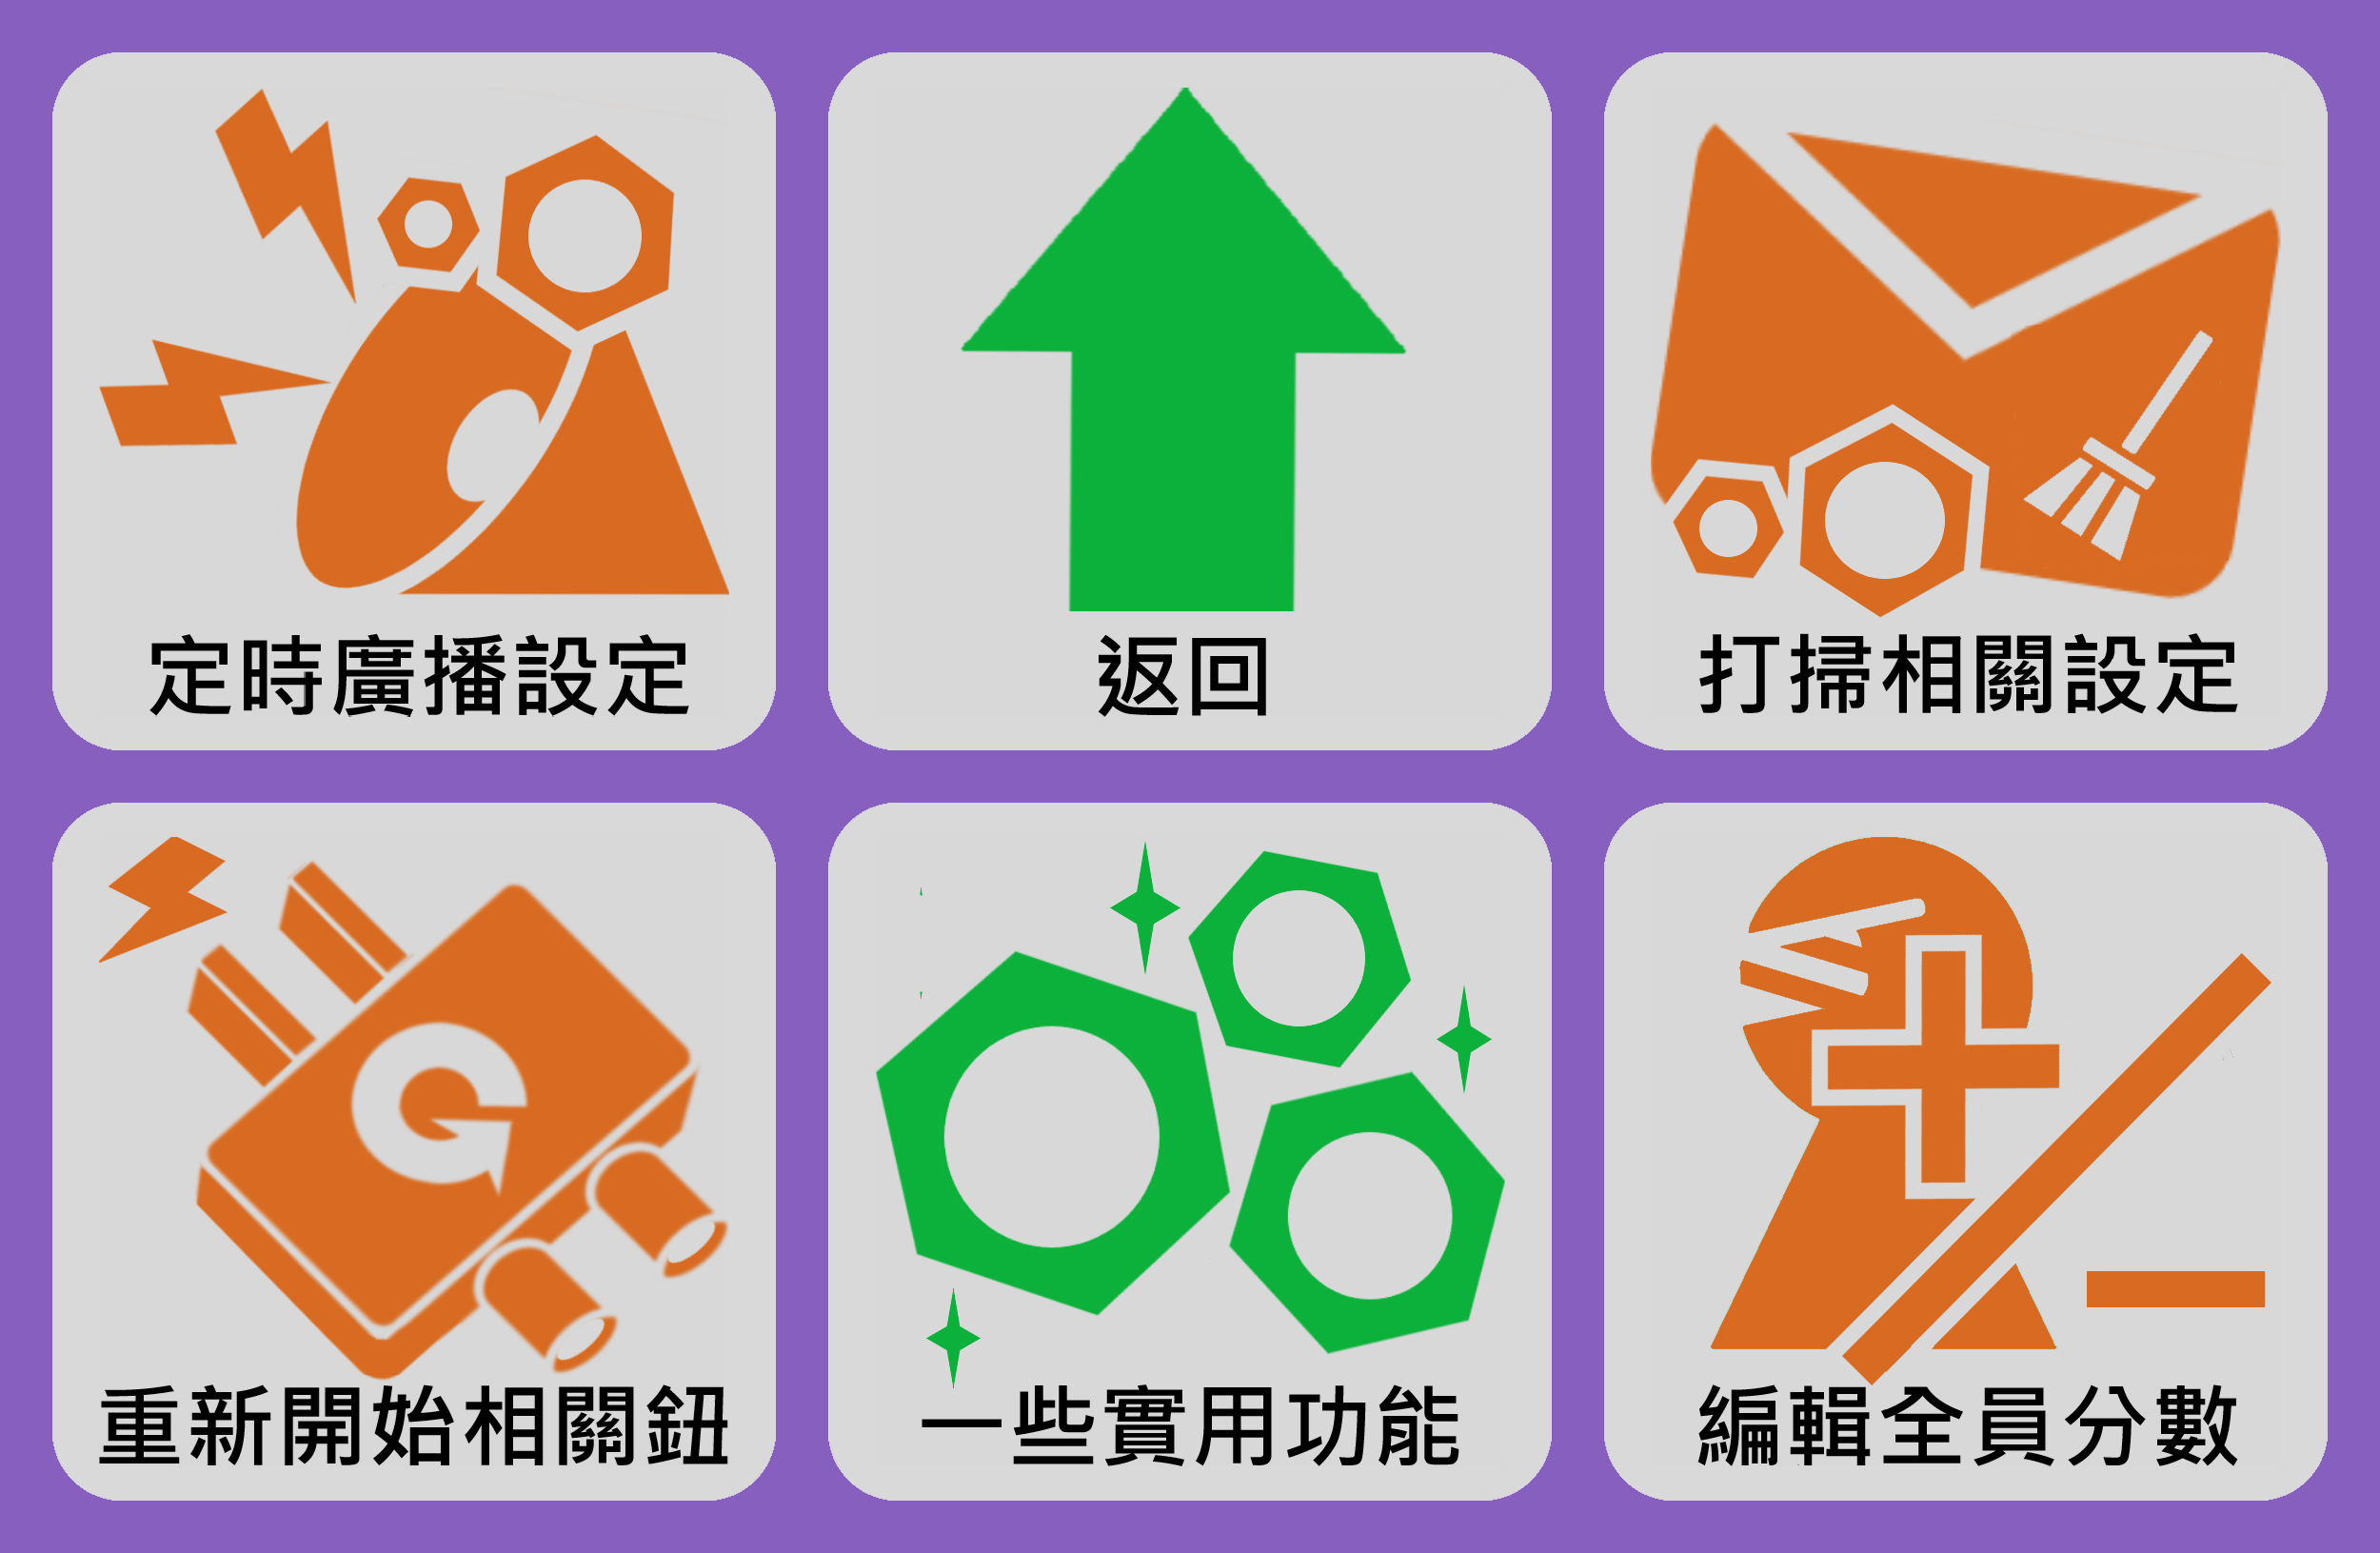 定時廣播設定
返回
打掃相關設定
重新開始相關鈕
一些實用功能
編輯全員分數